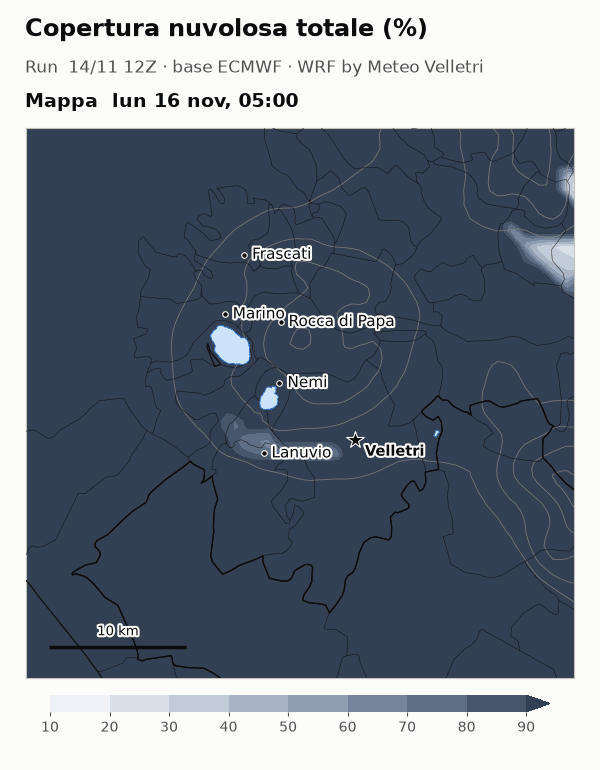 Copertura nuvolosa totale (%)
Run  14/11 12Z · base ECMWF · WRF by Meteo Velletri
Mappa  lun 16 nov, 05:00
Frascati
Marino
Rocca di Papa
Nemi
Velletri
Lanuvio
10 km
10 20 30 40 50 60 70 80 90